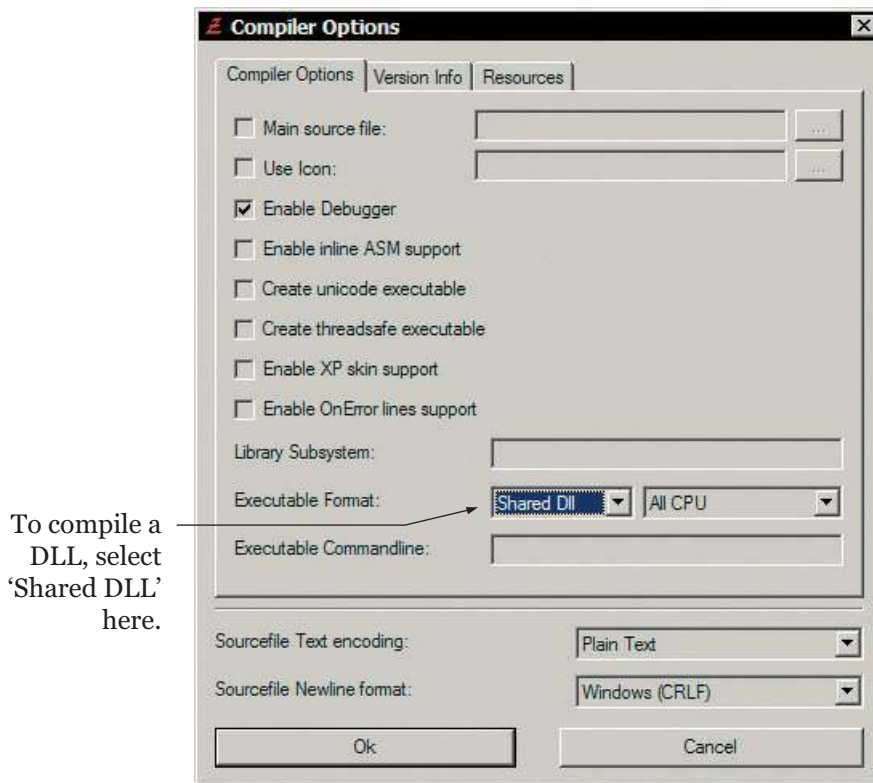 Compiler Options
Compiler Options Version Info Resources
Main source file: ...
Use Icon: ...
Enable Debugger
Enable inline ASM support
Create unicode executable
Create threadsafe executable
Enable XP skin support
Enable OnError lines support
Library Subsystem:
Executable Format: Shared Dll All CPU
Executable Commandline:
To compile a
DLL, select
‘Shared DLL’
here.
Sourcefile Text encoding: Plain Text
Sourcefile Newline format: Windows (CRLF)
Ok Cancel